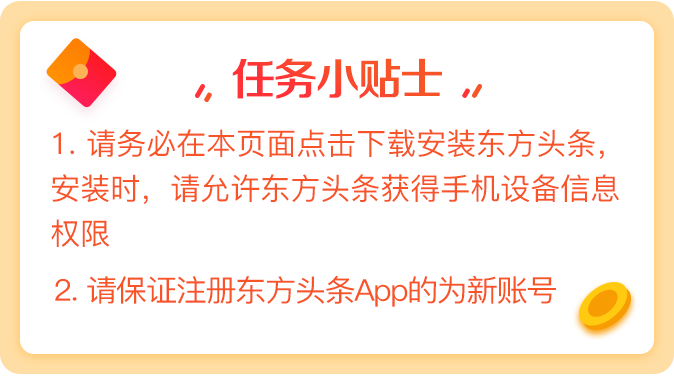 任务小贴士
1. 请务必在本页面点击下载安装东方头条，
安装时，请允许东方头条获得手机设备信息
权限
2. 请保证注册东方头条App的为新账号